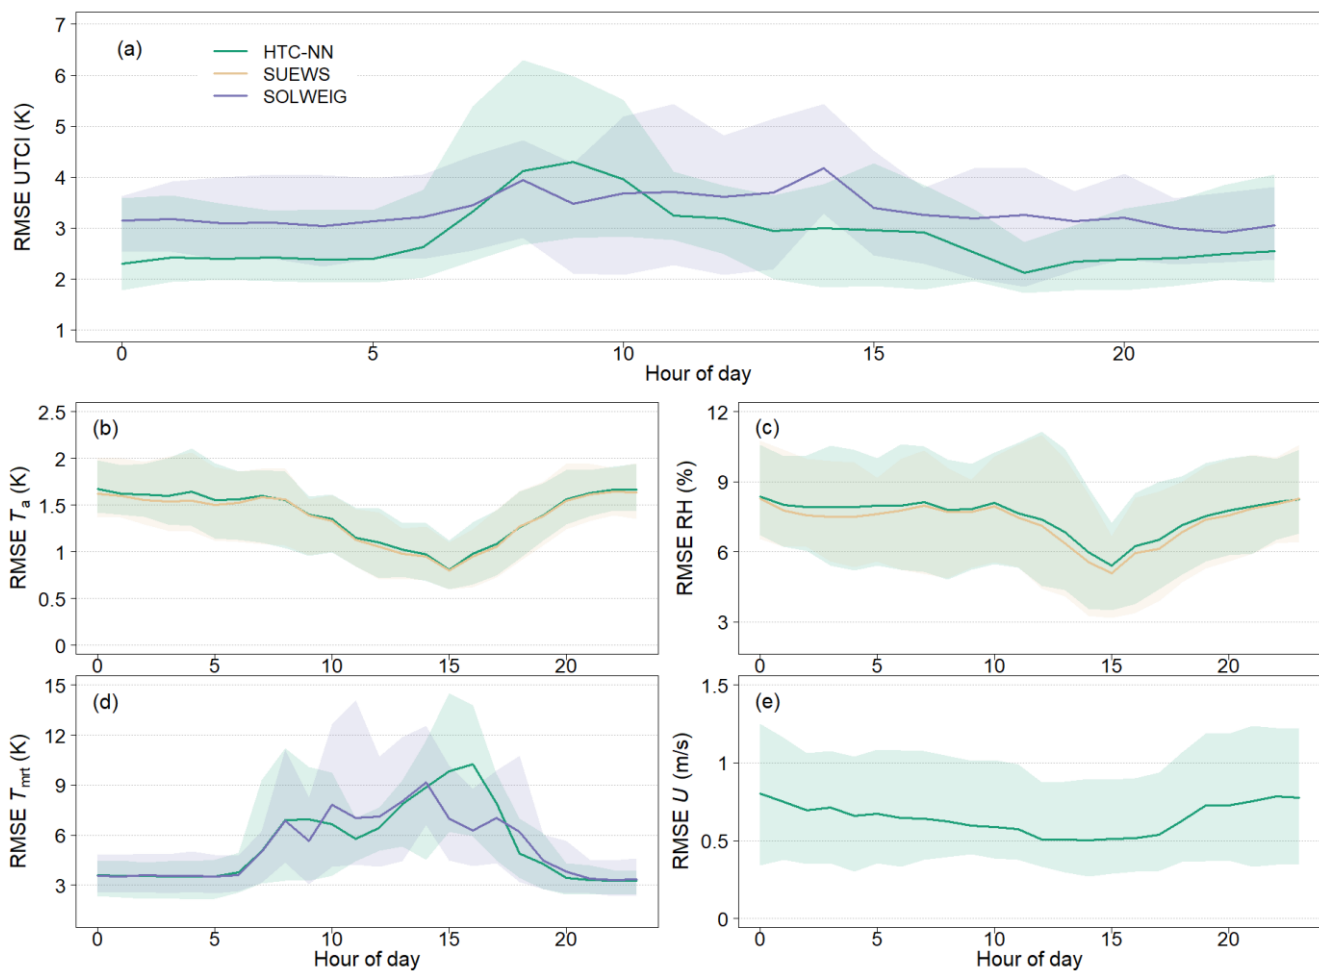 (a)
HTC-NN
SUEWS
SOLWEIG
RMSE UTCI (K)
7
6
5
4
3
2
1
0 5 10 15 20
Hour of day
(b)
RMSE Ta (K)
2.5
2
1.5
1
0.5
0
0 5 10 15 20
(c)
RMSE RH (%)
12
9
6
3
0 5 10 15 20
(d)
RMSE Tmrt (K)
15
12
9
6
3
0 5 10 15 20
Hour of day
(e)
RMSE U (m/s)
1.5
1
0.5
0
0 5 10 15 20
Hour of day